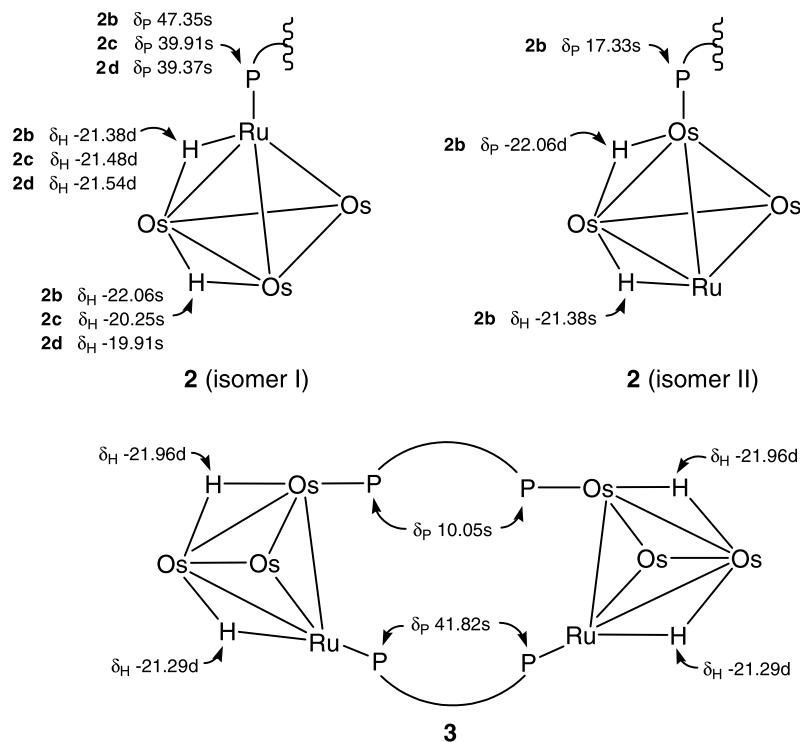 2b δP 47.35s
2c δP 39.91s
2d δP 39.37s
P
Ru
H
2b δH -21.38d
2c δH -21.48d
2d δH -21.54d
Os
Os
H
Os
2b δH -22.06s
2c δH -20.25s
2d δH -19.91s
2 (isomer I)
2b δP 17.33s
P
Os
H
2b δP -22.06d
Os
Os
H
Ru
2b δH -21.38s
2 (isomer II)
δH -21.96d
δH -21.96d
H Os P P Os H
δP 10.05s
Os Os Os Os
δP 41.82s
H Ru P P Ru H
δH -21.29d
δH -21.29d
3